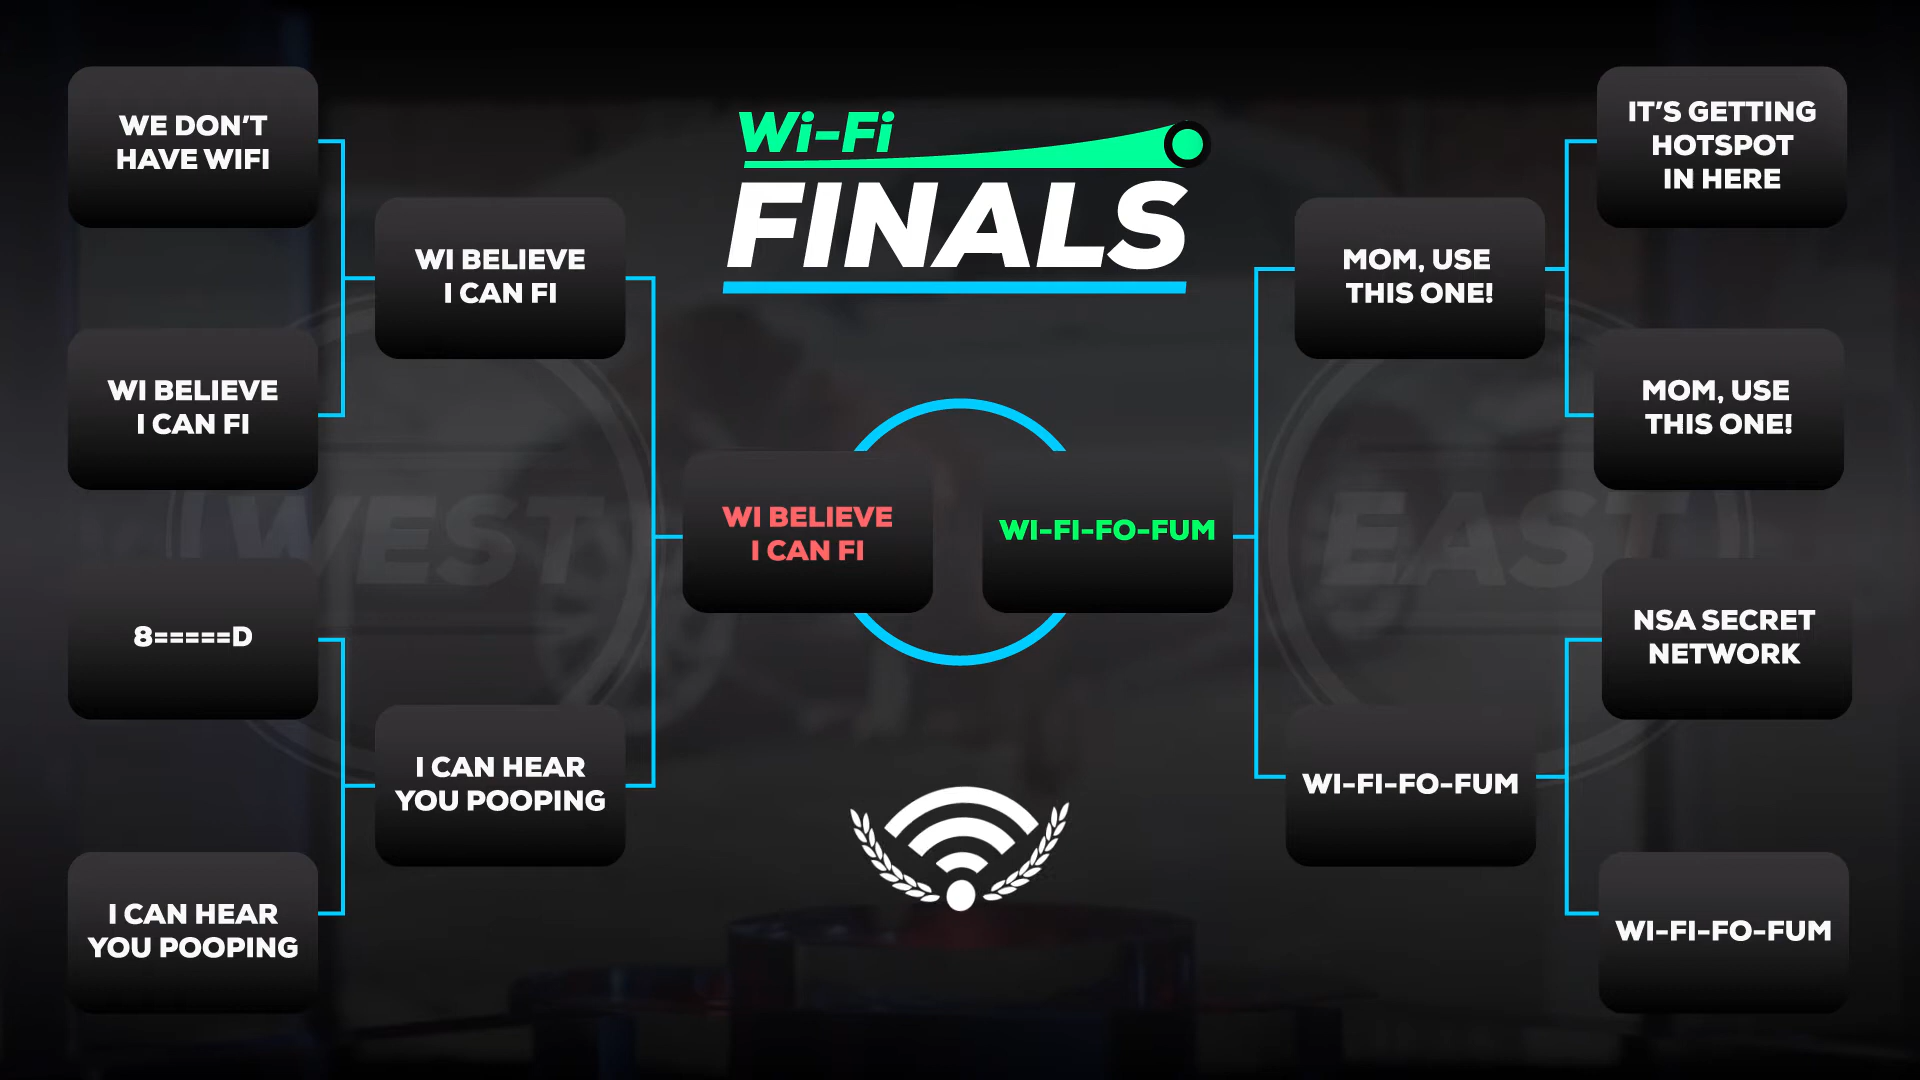 Wi-Fi
FINALS
WE DON'T
HAVE WIFI
WI BELIEVE
I CAN FI
8=====D
I CAN HEAR
YOU POOPING
WI BELIEVE
I CAN FI
I CAN HEAR
YOU POOPING
WI BELIEVE
I CAN FI
WI-FI-FO-FUM
MOM, USE
THIS ONE!
WI-FI-FO-FUM
IT'S GETTING
HOTSPOT
IN HERE
MOM, USE
THIS ONE!
NSA SECRET
NETWORK
WI-FI-FO-FUM
WEST
EAST